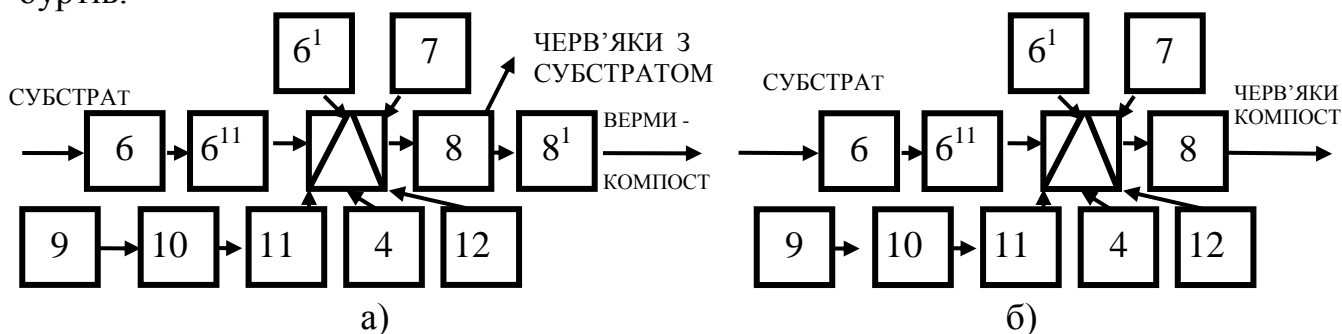 буртів.
6¹ 7 ЧЕРВ’ЯКИ З
СУБСТРАТОМ
СУБСТРАТ
6 6¹¹ 8 8¹ ВЕРМИ -
КОМПОСТ
9 10 11 4 12
а)
6¹ 7
СУБСТРАТ
ЧЕРВ’ЯКИ
КОМПОСТ
6 6¹¹ 8
9 10 11 4 12
б)